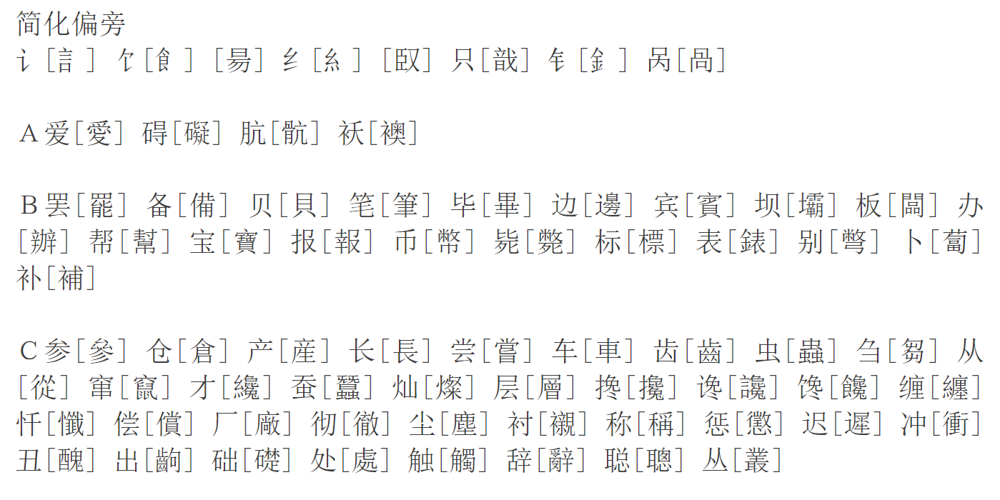 简化偏旁
讠[訁] 饣[飠] [昜] 纟[糹] [臤] 只[戠] 钅[釒] 呙[咼]
A爱[愛] 碍[礙] 肮[骯] 袄[襖]
B罢[罷] 备[備] 贝[貝] 笔[筆] 毕[畢] 边[邊] 宾[賓] 坝[壩] 板[闆] 办
[辦] 帮[幫] 宝[寶] 报[報] 币[幣] 毙[斃] 标[標] 表[錶] 别[彆] 卜[蔔]
补[補]
C参[參] 仓[倉] 产[産] 长[長] 尝[嘗] 车[車] 齿[齒] 虫[蟲] 刍[芻] 从
[從] 窜[竄] 才[纔] 蚕[蠶] 灿[燦] 层[層] 搀[攙] 谗[讒] 馋[饞] 缠[纏]
忏[懺] 偿[償] 厂[廠] 彻[徹] 尘[塵] 衬[襯] 称[稱] 惩[懲] 迟[遲] 冲[衝]
丑[醜] 出[齣] 础[礎] 处[處] 触[觸] 辞[辭] 聪[聰] 丛[叢]